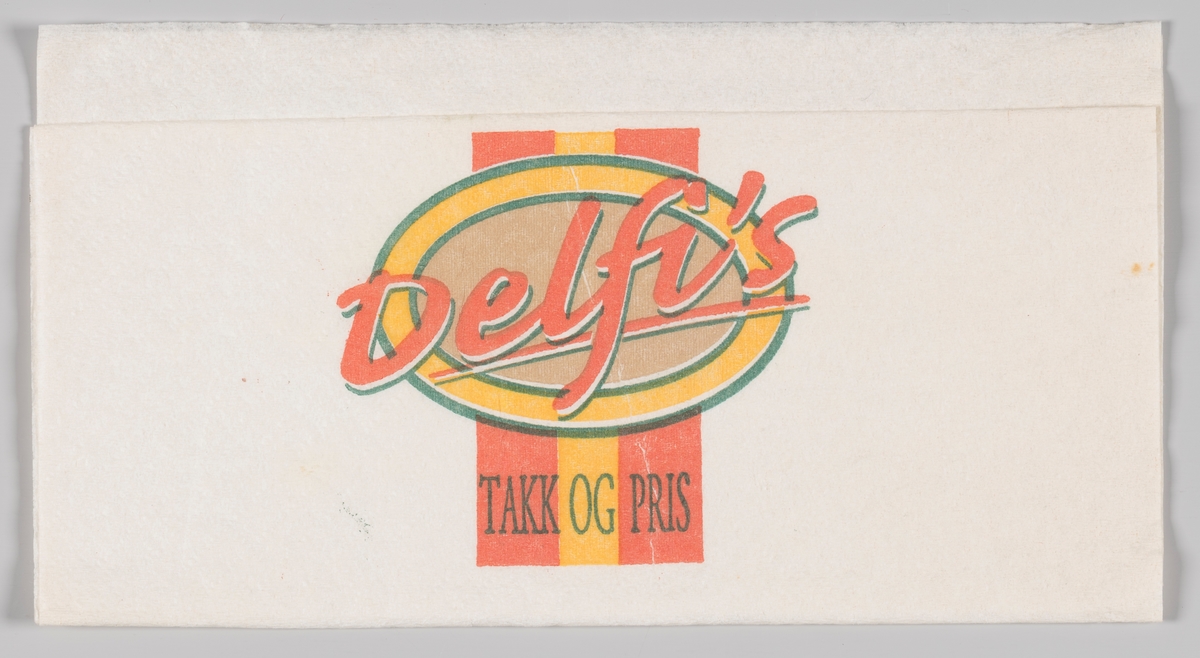 Delfi's
TAKK OG PRIS